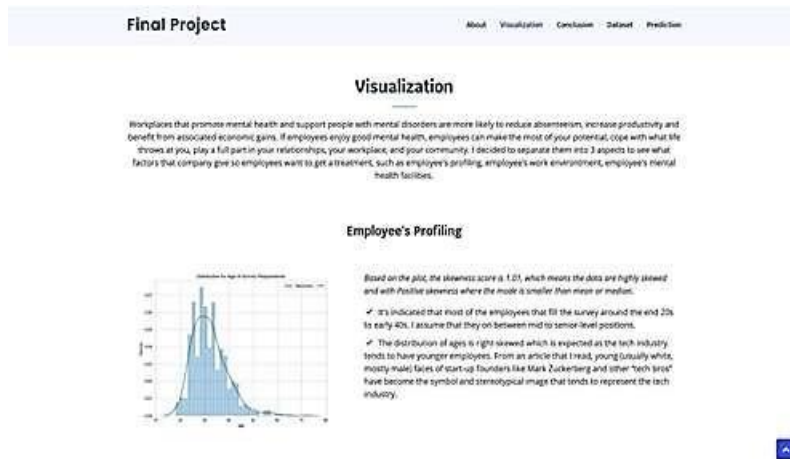 Final Project
About Visualization Conclusion Dataset Prediction
Visualization
Workplaces that promote mental health and support people with mental disorders are more likely to reduce absenteeism, increase productivity and
benefit from associated economic gains. If employees enjoy good mental health, employees can make the most of your potential, cope with what life
throws at you, play a full part in your relationships, your workplace, and your community. I decided to separate them into 3 aspects to see what
factors that company give so employees want to get a treatment, such as employee's profiling, employee's work environment, employee's mental
health facilities.
Employee's Profiling
Based on the plot, the skewness score is 1.01, which means the data are highly skewed
and with Positive skewness where the mode is smaller than mean or median.
✔ It's indicated that most of the employees that fill the survey around the end 20s
to early 40s. I assume that they on between mid to senior-level positions.
✔ The distribution of ages is right skewed which is expected as the tech industry
tends to have younger employees. From an article that I read, young (usually white,
mostly male) faces of start-up founders like Mark Zuckerberg and other "tech bros"
have become the symbol and stereotypical image that tends to represent the tech
industry.